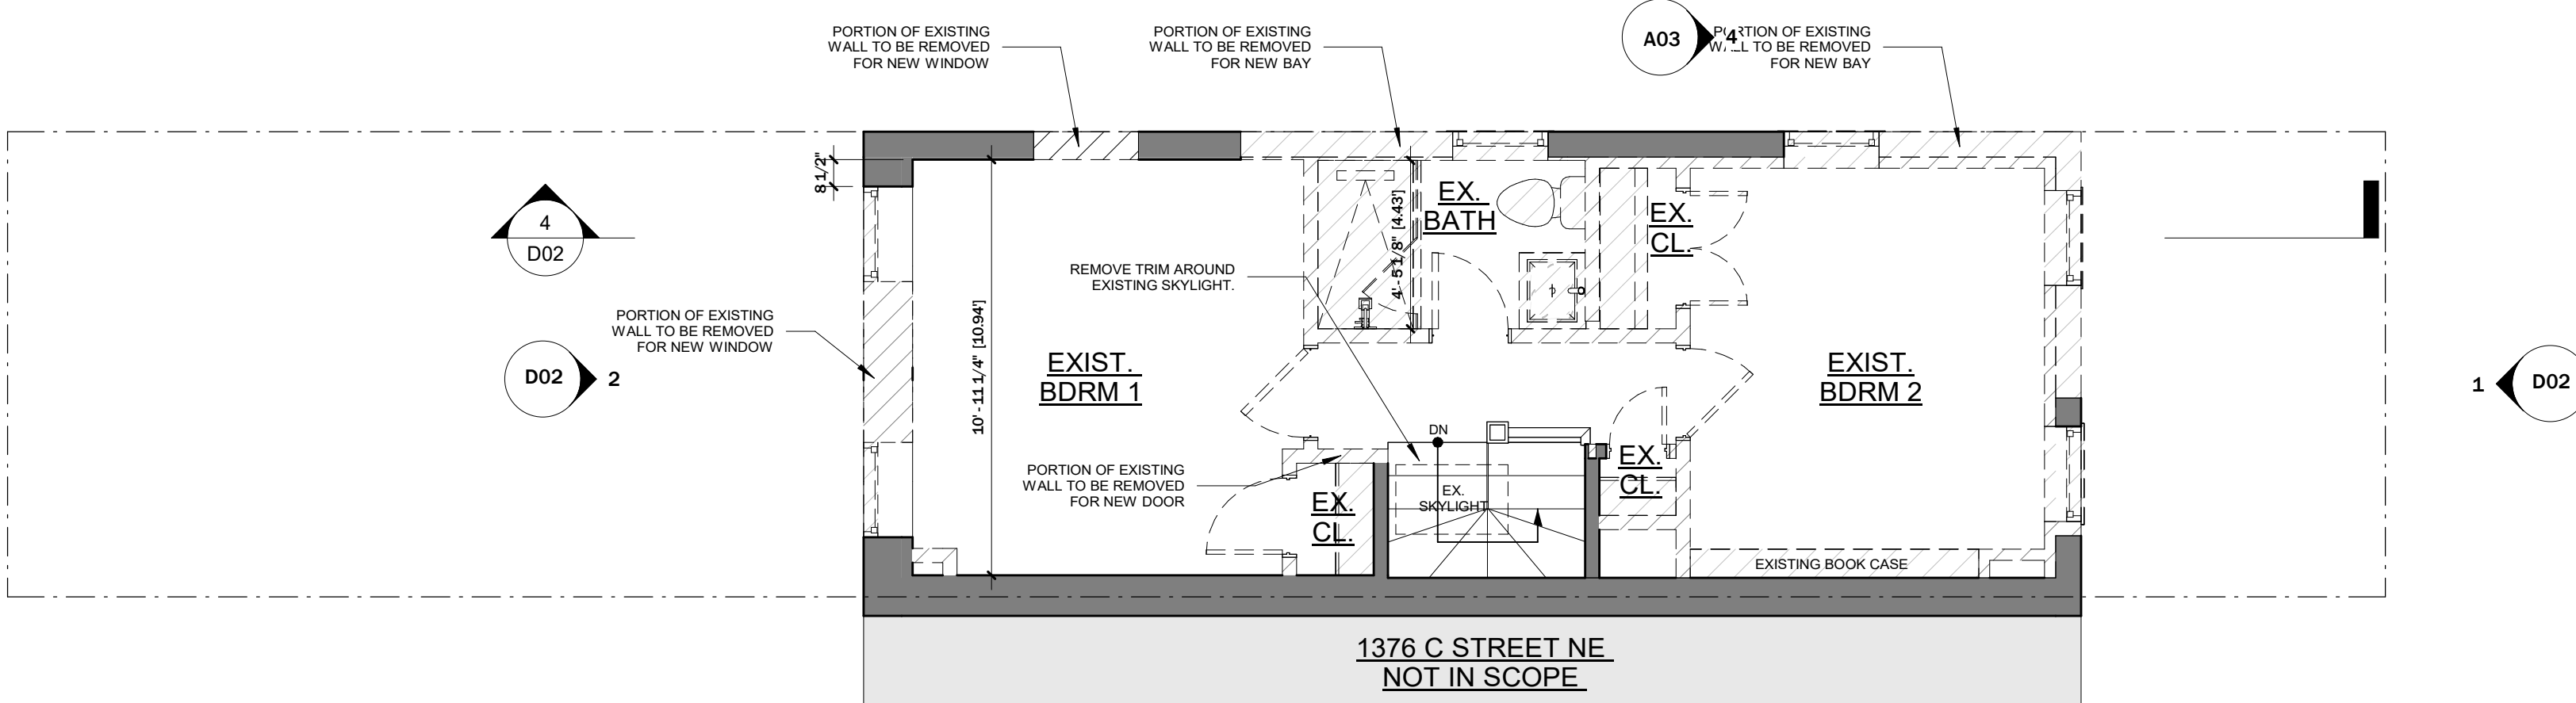 PORTION OF EXISTING
WALL TO BE REMOVED
FOR NEW WINDOW
PORTION OF EXISTING
WALL TO BE REMOVED
FOR NEW BAY
A03
4
TO BE REMOVED
FOR NEW BAY
OF EXISTING
8 1/2"
4
D02
D02
2
PORTION OF EXISTING
WALL TO BE REMOVED
FOR NEW WINDOW
10'-11 1/4" [10.94']
EXIST.
BDRM 1
REMOVE TRIM AROUND
EXISTING SKYLIGHT.
4'-5 1/8" [4.43']
EX.
BATH
EX.
CL.
EXIST.
BDRM 2
1
D02
PORTION OF EXISTING
WALL TO BE REMOVED
FOR NEW DOOR
EX.
CL.
DN
EX.
SKYLIGHT
EX.
CL.
EXISTING BOOK CASE
1376 C STREET NE
NOT IN SCOPE